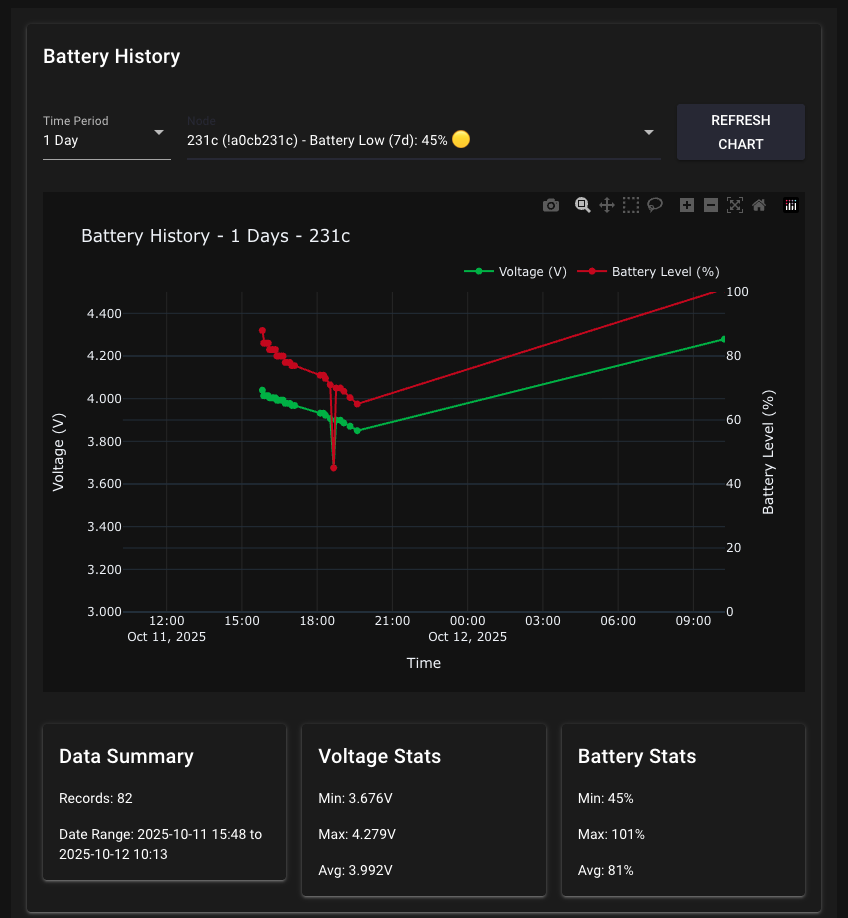 Battery History
Time Period
Node
1 Day
231c (!a0cb231c) - Battery Low (7d): 45%
REFRESH
CHART
Battery History - 1 Days - 231c
Voltage (V)
Battery Level (%)
4.400
4.200
4.000
3.800
3.600
3.400
3.200
3.000
Voltage (V)
100
80
60
40
20
0
Battery Level (%)
12:00
15:00
18:00
21:00
00:00
03:00
06:00
09:00
Oct 11, 2025
Oct 12, 2025
Time
Data Summary
Records: 82
Date Range: 2025-10-11 15:48 to
2025-10-12 10:13
Voltage Stats
Min: 3.676V
Max: 4.279V
Avg: 3.992V
Battery Stats
Min: 45%
Max: 101%
Avg: 81%